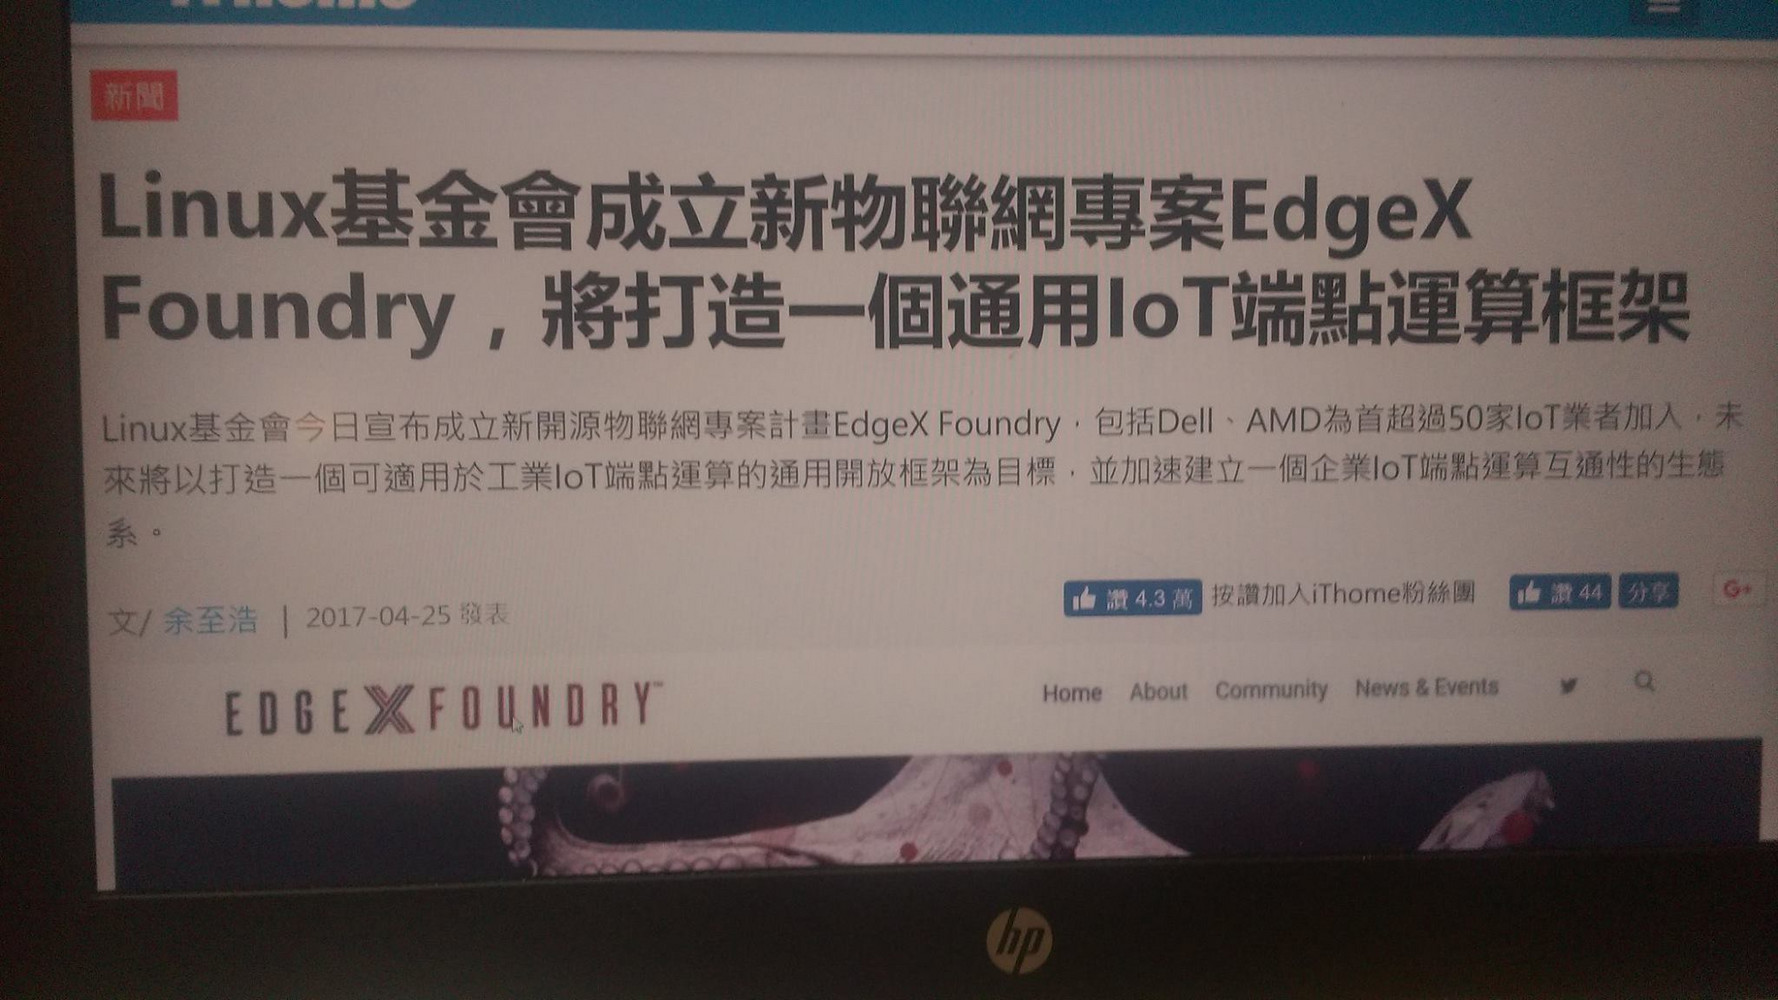 iThome
新聞
Linux基金會成立新物聯網專案EdgeX
Foundry，將打造一個通用IoT端點運算框架
Linux基金會今日宣布成立新開源物聯網專案計畫EdgeX Foundry，包括Dell、AMD為首超過50家IoT業者加入，未
來將以打造一個可適用於工業IoT端點運算的通用開放框架為目標，並加速建立一個企業IoT端點運算互通性的生態
系。
文/ 余至浩 | 2017-04-25 發表
讚 4.3 萬 按讚加入iThome粉絲團 讚 44 分享 G+
EDGE X FOUNDRY™ Home About Community News & Events
hp